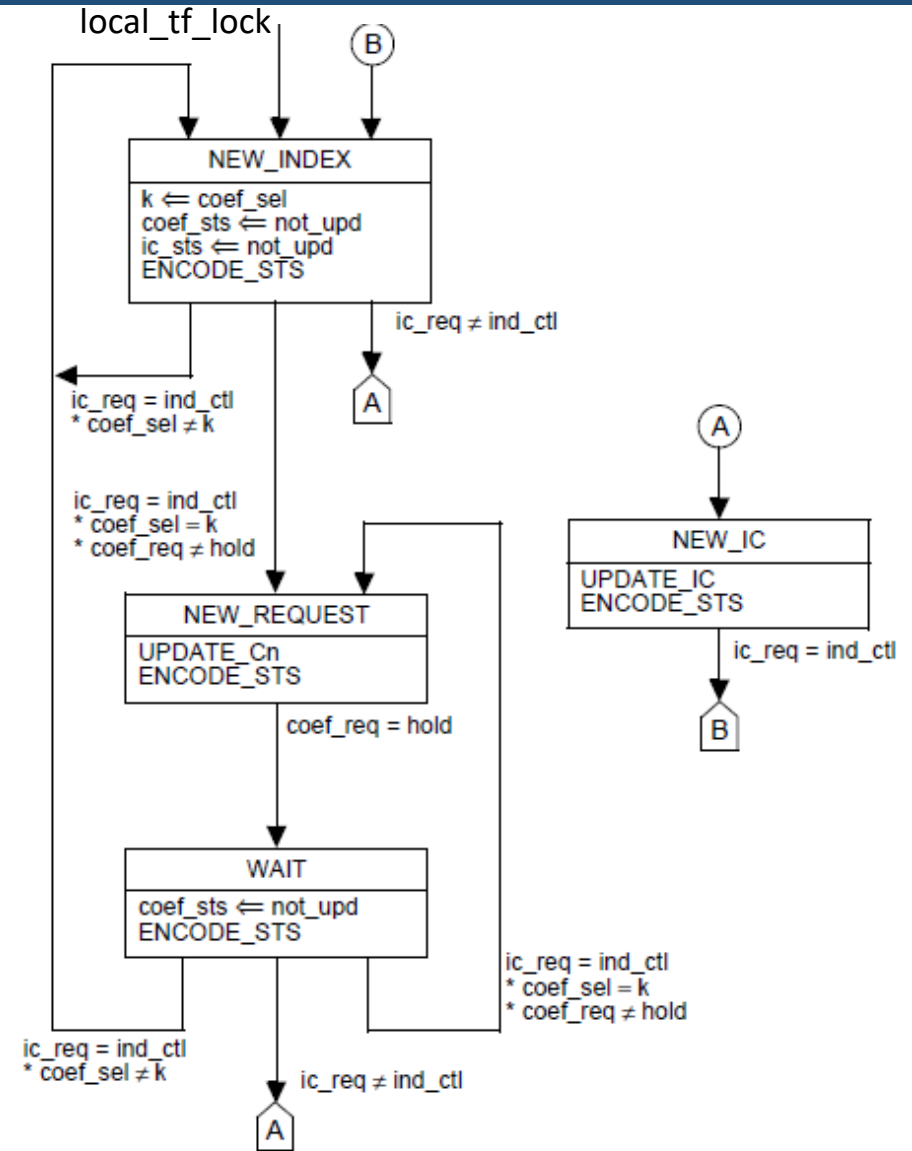 local_tf_lock
B
NEW_INDEX
k ⇐ coef_sel
coef_sts ⇐ not_upd
ic_sts ⇐ not_upd
ENCODE_STS
ic_req ≠ ind_ctl
A
ic_req = ind_ctl
* coef_sel ≠ k
ic_req = ind_ctl
* coef_sel = k
* coef_req ≠ hold
NEW_REQUEST
UPDATE_Cn
ENCODE_STS
coef_req = hold
WAIT
coef_sts ⇐ not_upd
ENCODE_STS
ic_req = ind_ctl
* coef_sel = k
* coef_req ≠ hold
ic_req = ind_ctl
* coef_sel ≠ k
ic_req ≠ ind_ctl
A
A
NEW_IC
UPDATE_IC
ENCODE_STS
ic_req = ind_ctl
B